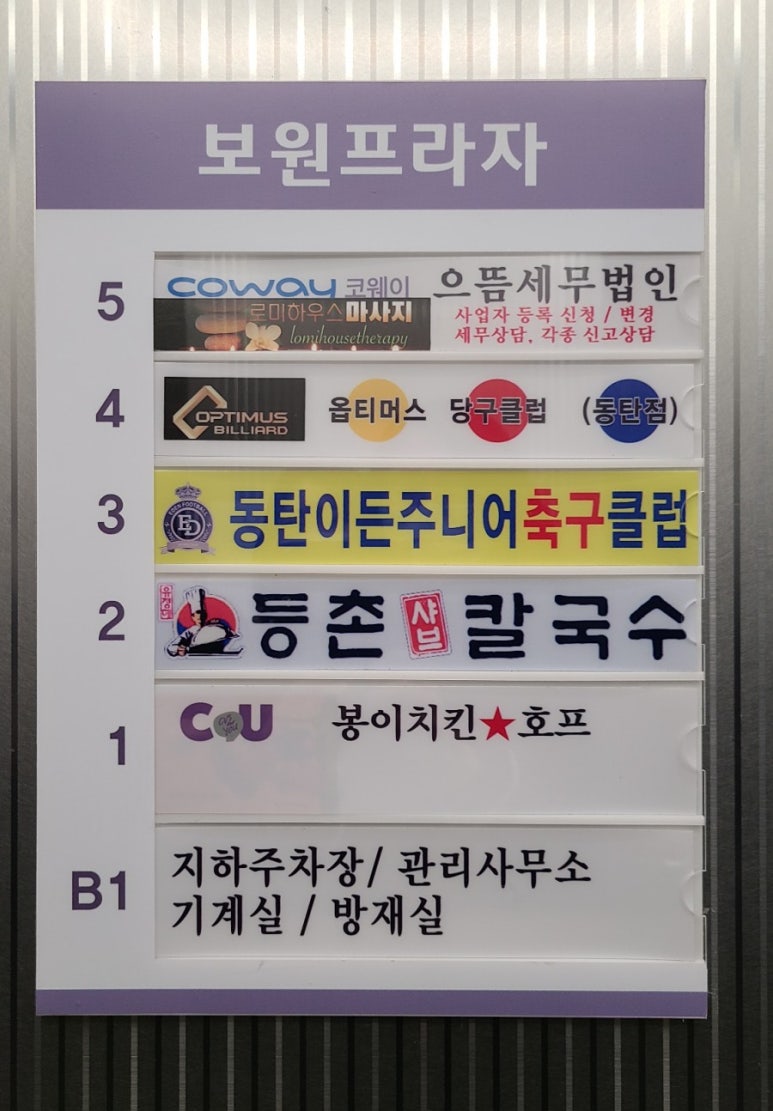 보원프라자
5
coway 코웨이
로미하우스마사지
lomihousetherapy
으뜸세무법인
사업자 등록 신청 / 변경
세무상담, 각종 신고상담
4
OPTIMUS
BILLIARD
옵티머스 당구클럽 (동탄점)
3
EDEN FOOTBALL
ED
동탄이든주니어축구클럽
2
등촌 샤브 칼국수
1
CU 봉이치킨★호프
B1
지하주차장/ 관리사무소
기계실 / 방재실